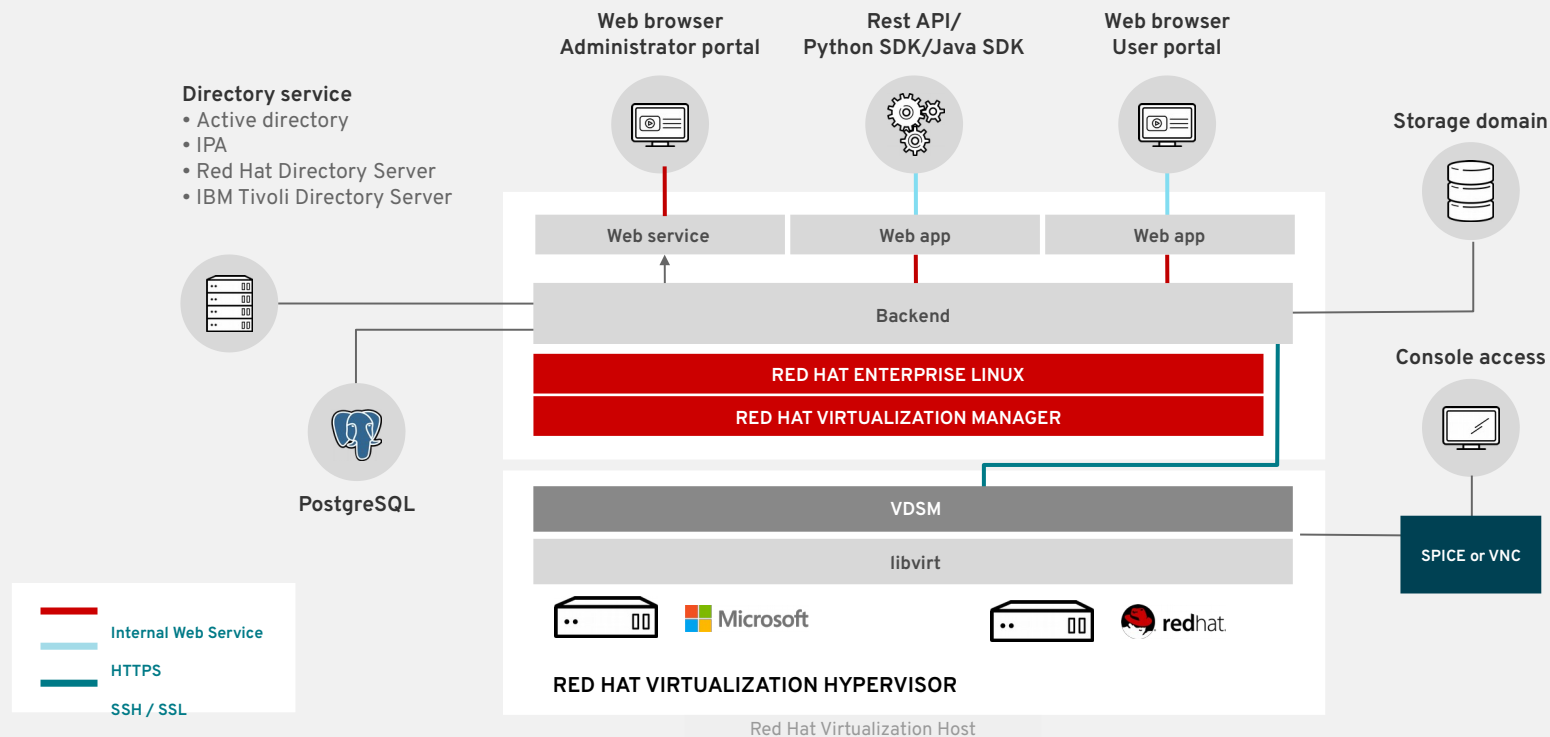 Web browser
Administrator portal
Rest API/
Python SDK/Java SDK
Web browser
User portal
Directory service
• Active directory
• IPA
• Red Hat Directory Server
• IBM Tivoli Directory Server
Storage domain
Web service
Web app
Web app
Backend
RED HAT ENTERPRISE LINUX
RED HAT VIRTUALIZATION MANAGER
Console access
PostgreSQL
VDSM
libvirt
SPICE or VNC
Microsoft
redhat.
RED HAT VIRTUALIZATION HYPERVISOR
Internal Web Service
HTTPS
SSH / SSL
Red Hat Virtualization Host